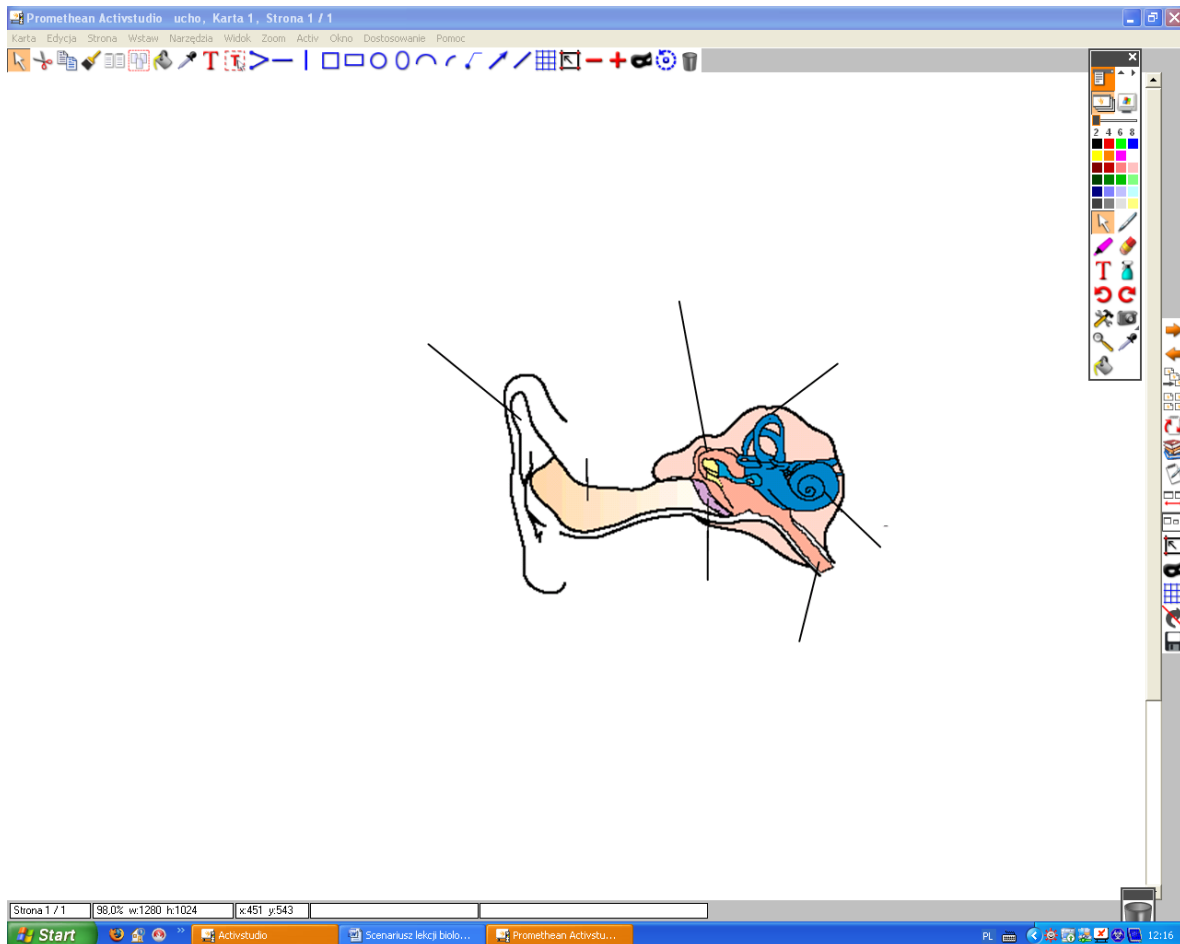 Promethean Activstudio ucho, Karta 1, Strona 1 / 1
Karta Edycja Strona Wstaw Narzędzia Widok Zoom Activ Okno Dostosowanie Pomoc
2 4 6 8
Strona 1 / 1 98,0% w:1280 h:1024 x:451 y:543
Start Activstudio Scenariusz lekcji biolo... Promethean Activstu... PL 12:16